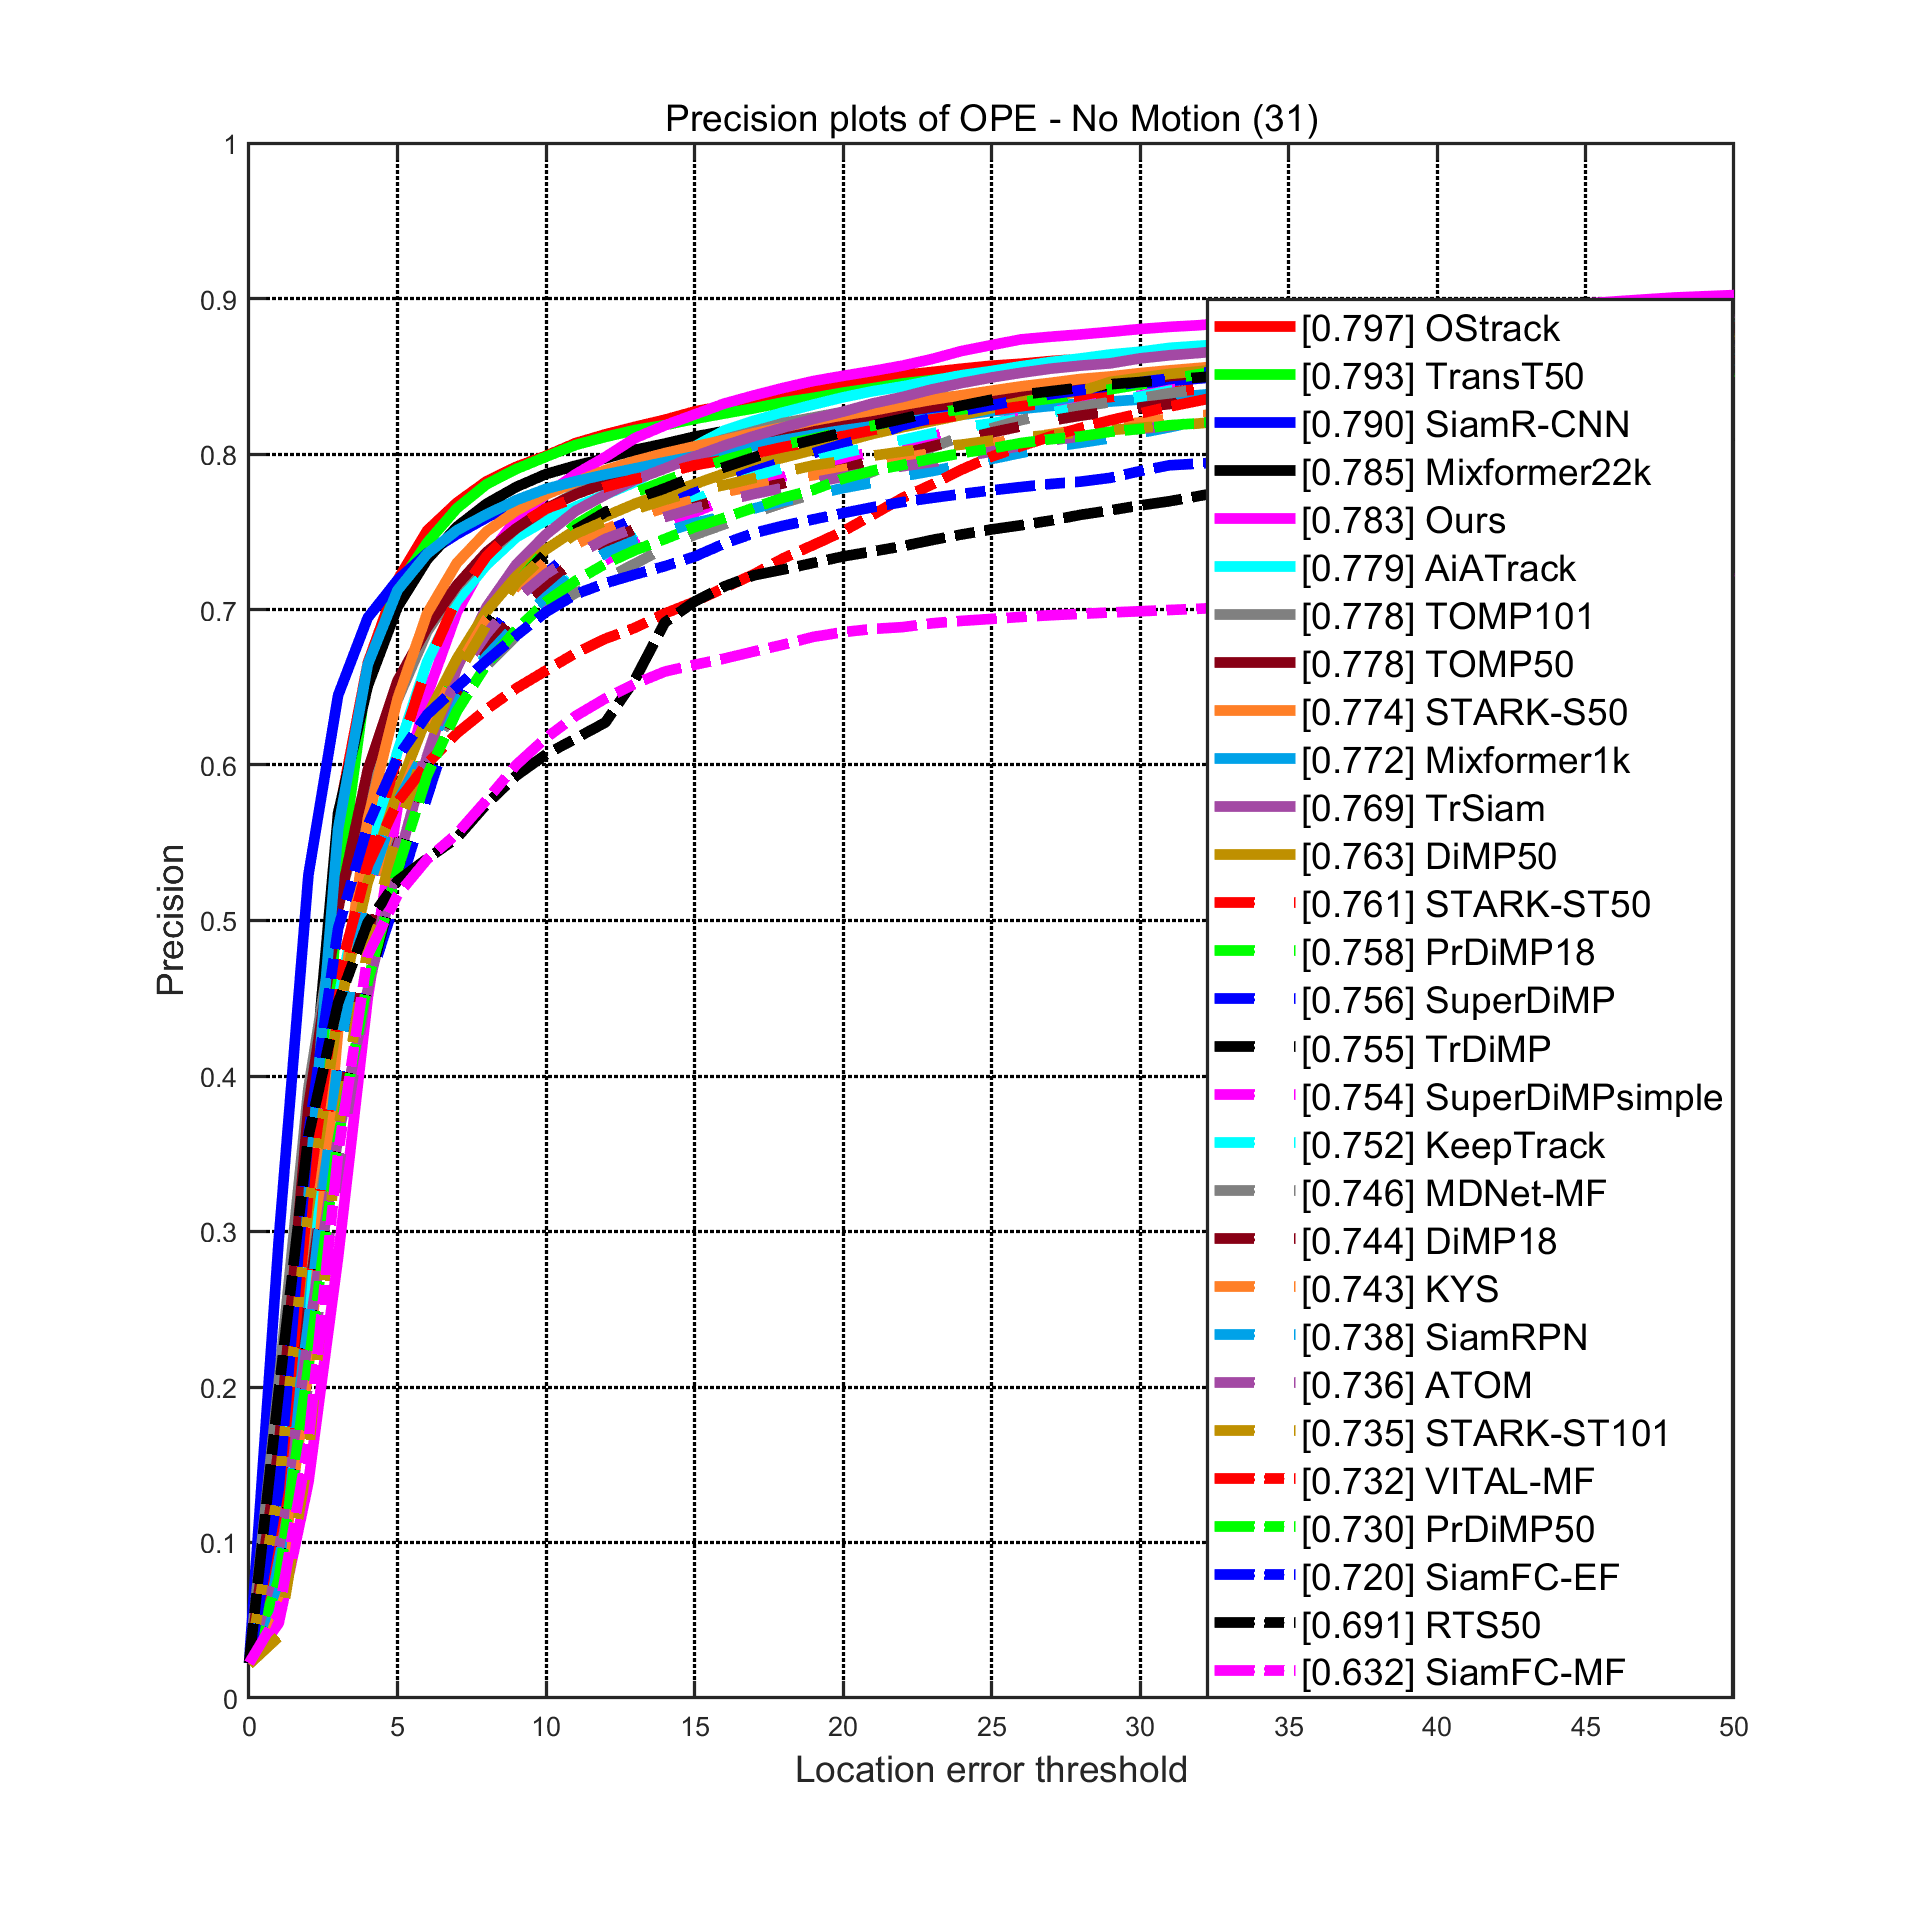 Precision plots of OPE - No Motion (31)
1
0.9
0.8
0.7
0.6
0.5
0.4
0.3
0.2
0.1
0
Precision
[0.797] OStrack
[0.793] TransT50
[0.790] SiamR-CNN
[0.785] Mixformer22k
[0.783] Ours
[0.779] AiATrack
[0.778] TOMP101
[0.778] TOMP50
[0.774] STARK-S50
[0.772] Mixformer1k
[0.769] TrSiam
[0.763] DiMP50
[0.761] STARK-ST50
[0.758] PrDiMP18
[0.756] SuperDiMP
[0.755] TrDiMP
[0.754] SuperDiMPsimple
[0.752] KeepTrack
[0.746] MDNet-MF
[0.744] DiMP18
[0.743] KYS
[0.738] SiamRPN
[0.736] ATOM
[0.735] STARK-ST101
[0.732] VITAL-MF
[0.730] PrDiMP50
[0.720] SiamFC-EF
[0.691] RTS50
[0.632] SiamFC-MF
0 5 10 15 20 25 30 35 40 45 50
Location error threshold